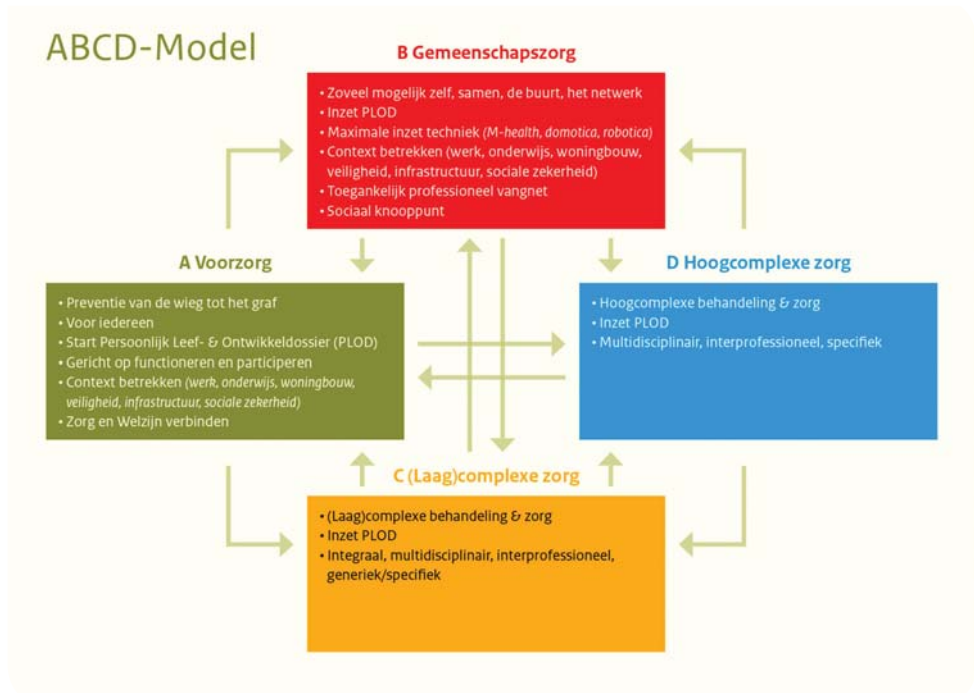 ABCD-Model
B Gemeenschapszorg
• Zoveel mogelijk zelf, samen, de buurt, het netwerk
• Inzet PLOD
• Maximale inzet techniek (M-health, domotica, robotica)
• Context betrekken (werk, onderwijs, woningbouw,
veiligheid, infrastructuur, sociale zekerheid)
• Toegankelijk professioneel vangnet
• Sociaal knooppunt
A Voorzorg
• Preventie van de wieg tot het graf
• Voor iedereen
• Start Persoonlijk Leef- & Ontwikkeldossier (PLOD)
• Gericht op functioneren en participeren
• Context betrekken (werk, onderwijs, woningbouw,
veiligheid, infrastructuur, sociale zekerheid)
• Zorg en Welzijn verbinden
D Hoogcomplexe zorg
• Hoogcomplexe behandeling & zorg
• Inzet PLOD
• Multidisciplinair, interprofessioneel, specifiek
C (Laag)complexe zorg
• (Laag)complexe behandeling & zorg
• Inzet PLOD
• Integraal, multidisciplinair, interprofessioneel,
generiek/specifiek